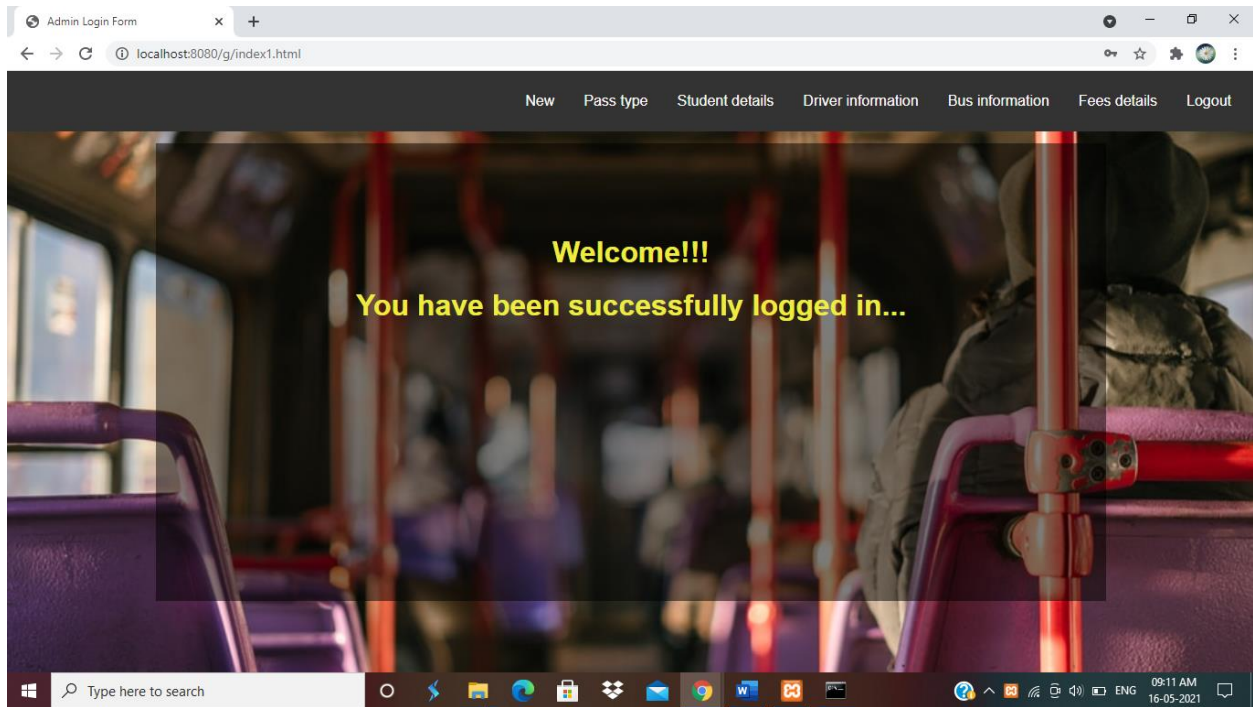 Admin Login Form
localhost:8080/g/index1.html
New Pass type Student details Driver information Bus information Fees details Logout
Welcome!!!
You have been successfully logged in...
Type here to search
ENG
09:11 AM
16-05-2021